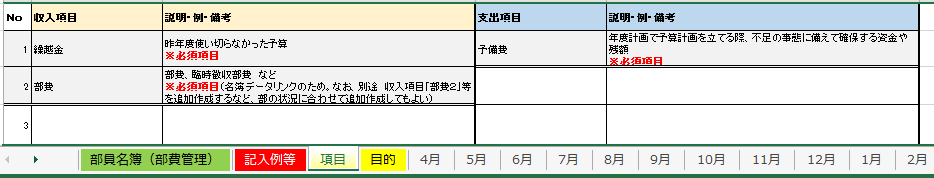 No 収入項目 説明・例・備考 支出項目 説明・例・備考
1 繰越金 昨年度使い切らなかった予算
※必須項目
予備費 年度計画で予算計画を立てる際、不足の事態に備えて確保する資金や
残額
※必須項目
2 部費 部費、臨時徴収部費 など
※必須項目(名簿データリンクのため。なお、別途 収入項目「部費2」等
を追加作成するなど、部の状況に合わせて追加作成してもよい)
3
部員名簿(部費管理) 記入例等 項目 目的 4月 5月 6月 7月 8月 9月 10月 11月 12月 1月 2月